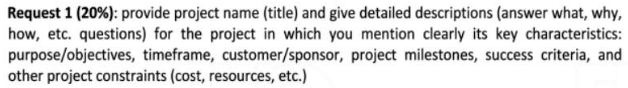 Request 1 (20%): provide project name (title) and give detailed descriptions (answer what, why,
how, etc. questions) for the project in which you mention clearly its key characteristics:
purpose/objectives, timeframe, customer/sponsor, project milestones, success criteria, and
other project constraints (cost, resources, etc.)